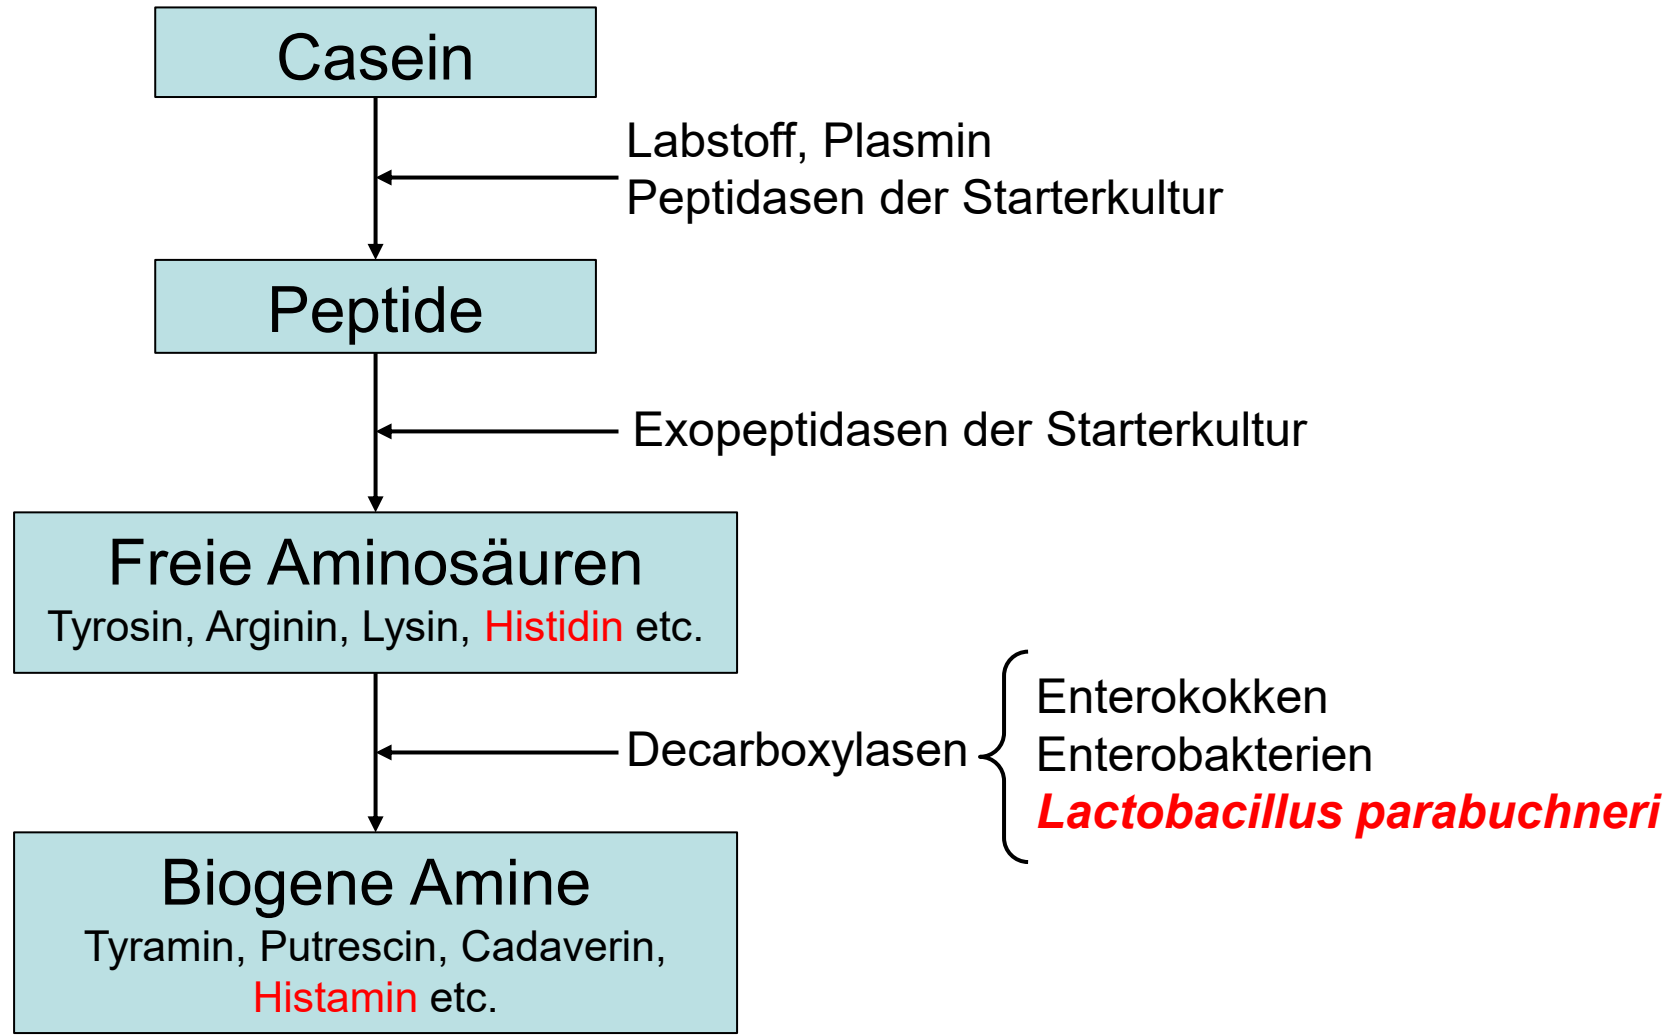 Casein
Labstoff, Plasmin
Peptidasen der Starterkultur
Peptide
Exopeptidasen der Starterkultur
Freie Aminosäuren
Tyrosin, Arginin, Lysin, Histidin etc.
Decarboxylasen
Enterokokken
Enterobakterien
Lactobacillus parabuchneri
Biogene Amine
Tyramin, Putrescin, Cadaverin,
Histamin etc.